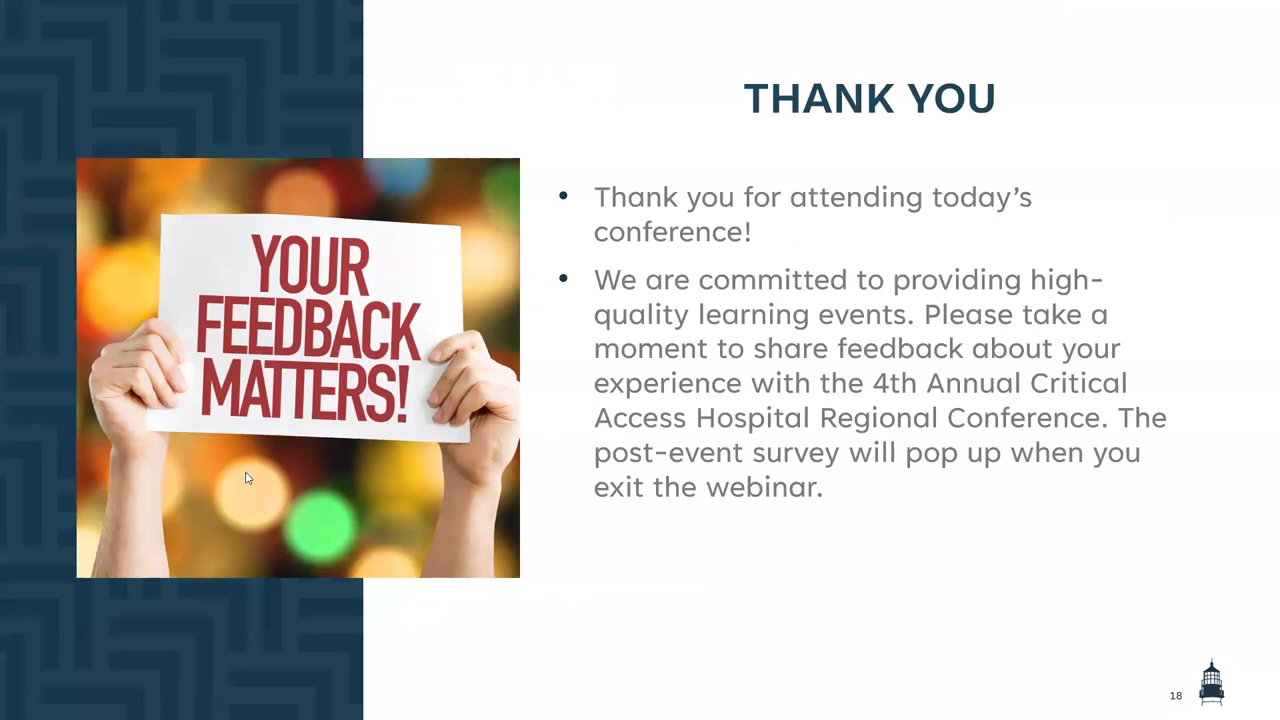 THANK YOU
YOUR
FEEDBACK
MATTERS!
• Thank you for attending today’s
conference!
• We are committed to providing high-
quality learning events. Please take a
moment to share feedback about your
experience with the 4th Annual Critical
Access Hospital Regional Conference. The
post-event survey will pop up when you
exit the webinar.
18